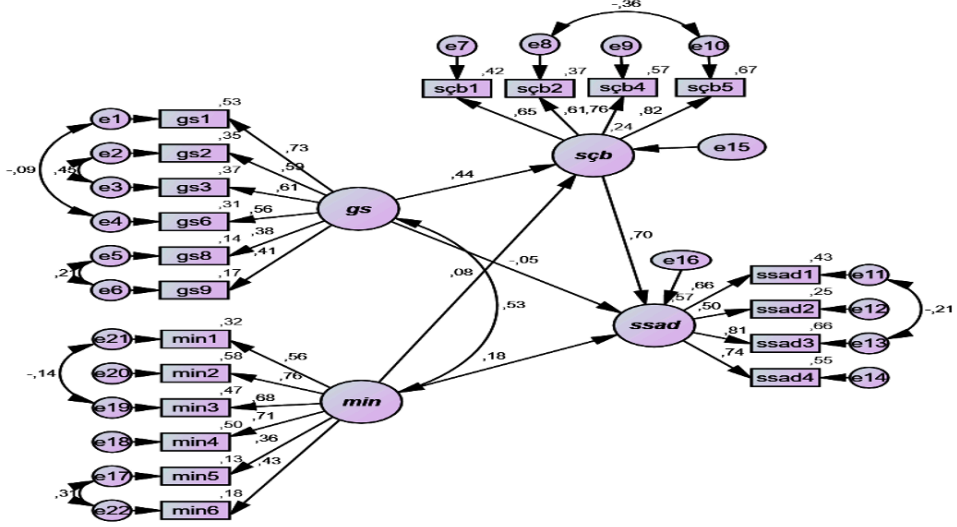 -,36
e7 e8 e9 e10
,42 ,37 ,57 ,67
sçb1 sçb2 sçb4 sçb5
,65 ,61 ,76 ,82
,24
sçb
e15
e1 gs1 ,53
e2 gs2 ,35
e3 gs3 ,37
e4 gs6 ,31
e5 gs8 ,14
e6 gs9 ,17
-,09
,45
,73
,59
,61
,56
,38
,41
gs
,44
,08
-,05
,53
,70
,18
e16
,57
ssad
,66
,50
,81
,74
,43
ssad1 e11
,25
ssad2 e12
,66
ssad3 e13
,55
ssad4 e14
-,21
e21 min1 ,32
e20 min2 ,58
e19 min3 ,47
e18 min4 ,50
e17 min5 ,13
e22 min6 ,18
-,14
,31
,56
,76
,68
,71
,36
,43
min